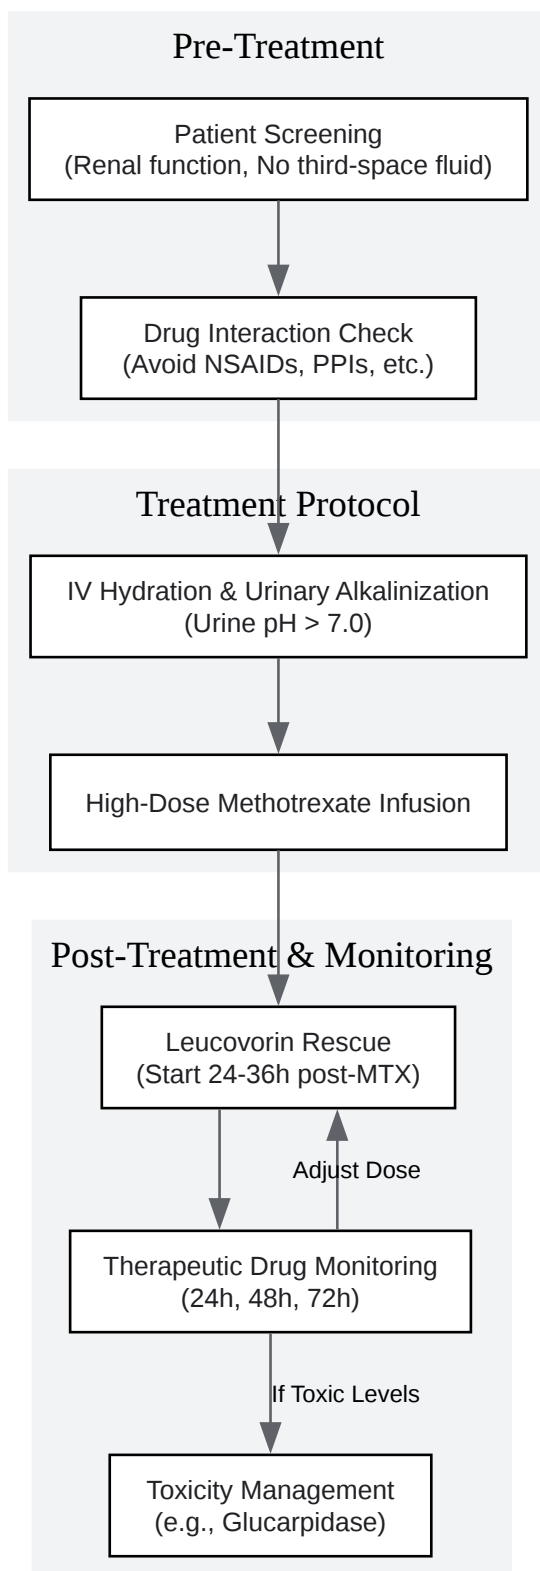 Pre-Treatment
Patient Screening
(Renal function, No third-space fluid)
Drug Interaction Check
(Avoid NSAIDs, PPIs, etc.)
Treatment Protocol
IV Hydration & Urinary Alkalinization
(Urine pH > 7.0)
High-Dose Methotrexate Infusion
Post-Treatment & Monitoring
Leucovorin Rescue
(Start 24-36h post-MTX)
Adjust Dose
Therapeutic Drug Monitoring
(24h, 48h, 72h)
If Toxic Levels
Toxicity Management
(e.g., Glucarpidase)